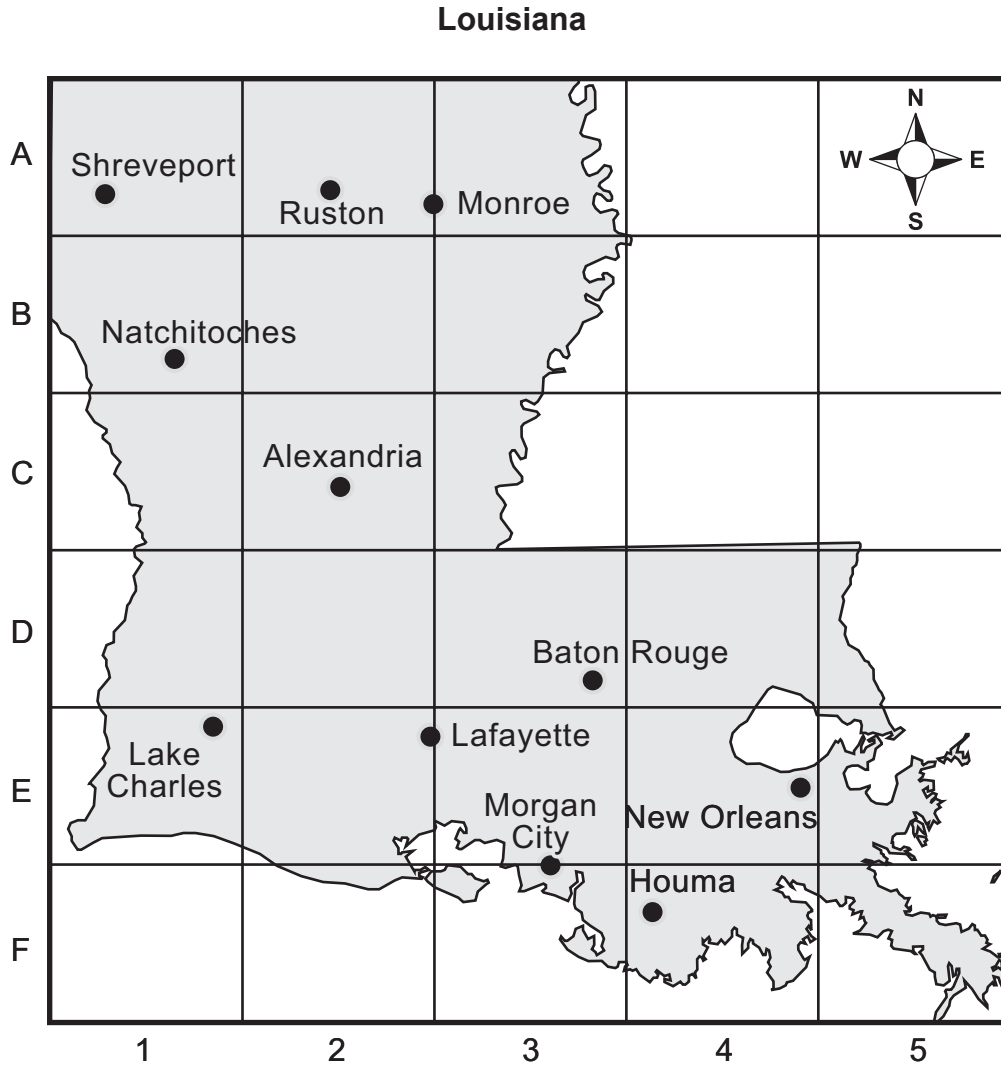 Louisiana
N
W
E
S
A
Shreveport
Ruston
Monroe
B
Natchitoches
C
Alexandria
D
Baton Rouge
Lafayette
Lake
Charles
E
Morgan
City
New Orleans
Houma
F
1
2
3
4
5